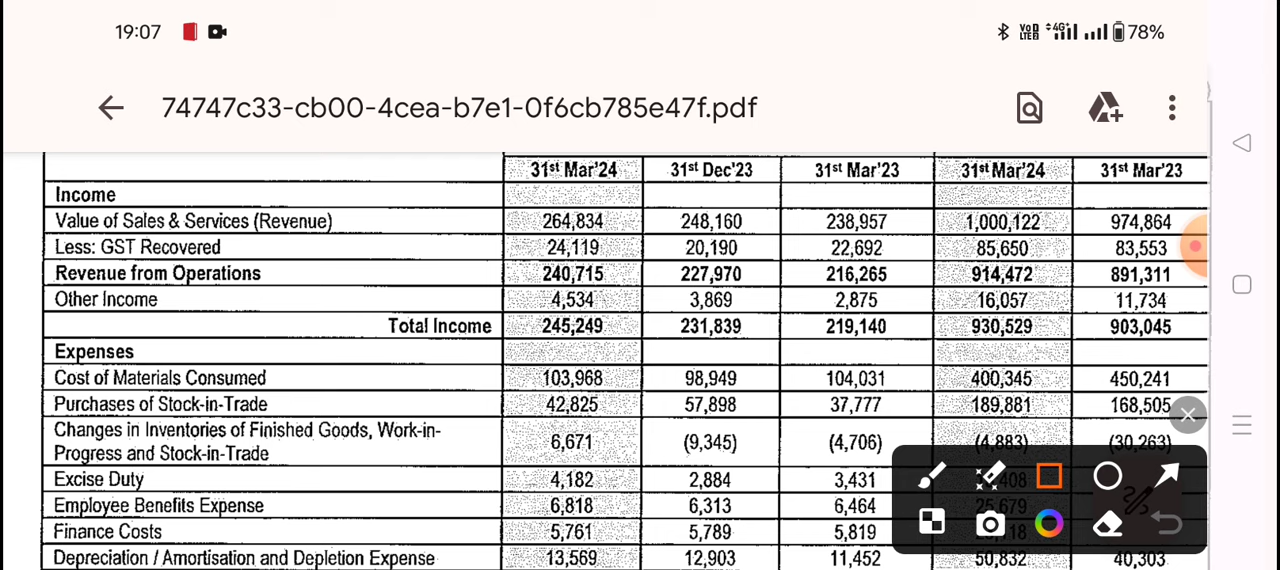 19:07 VoD LTE2 4G 78%
74747c33-cb00-4cea-b7e1-0f6cb785e47f.pdf
31st Mar'24 31st Dec'23 31st Mar'23 31st Mar'24 31st Mar'23
Income
Value of Sales & Services (Revenue) 264,834 248,160 238,957 1,000,122 974,864
Less: GST Recovered 24,119 20,190 22,692 85,650 83,553
Revenue from Operations 240,715 227,970 216,265 914,472 891,311
Other Income 4,534 3,869 2,875 16,057 11,734
Total Income 245,249 231,839 219,140 930,529 903,045
Expenses
Cost of Materials Consumed 103,968 98,949 104,031 400,345 450,241
Purchases of Stock-in-Trade 42,825 57,898 37,777 189,881 168,505
Changes in Inventories of Finished Goods, Work-in-
Progress and Stock-in-Trade 6,671 (9,345) (4,706) (4,883) (30,263)
Excise Duty 4,182 2,884 3,431
Employee Benefits Expense 6,818 6,313 6,464 25,679
Finance Costs 5,761 5,789 5,819
Depreciation / Amortisation and Depletion Expense 13,569 12,903 11,452 50,832 40,303